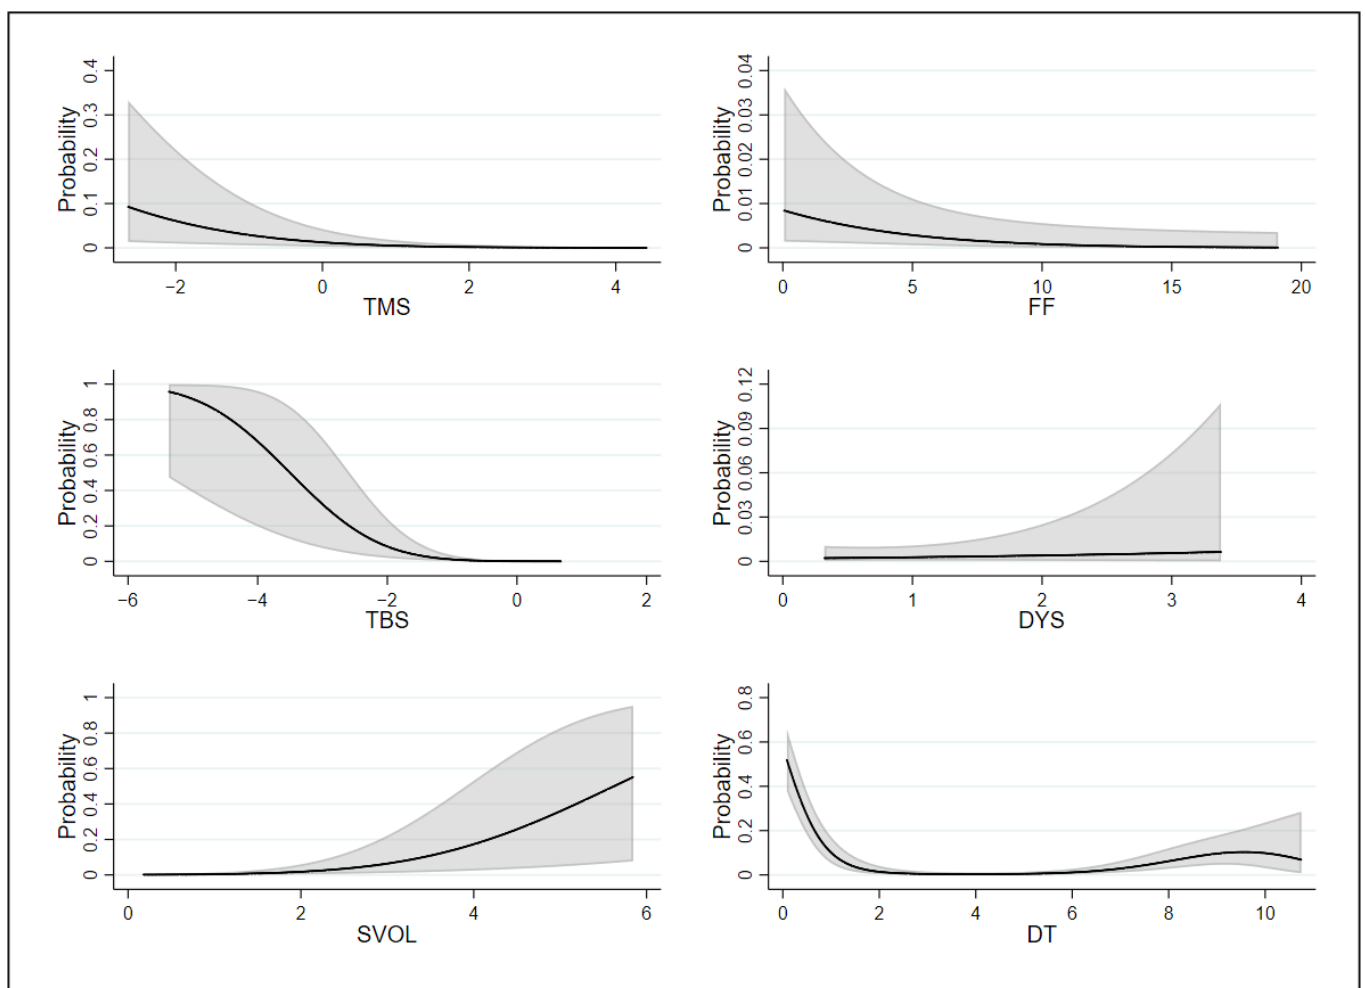 Probability
0 0.1 0.2 0.3 0.4
−2 0 2 4
TMS
Probability
0 0.01 0.02 0.03 0.04
0 5 10 15 20
FF
Probability
0 0.2 0.4 0.6 0.8 1
−6 −4 −2 0 2
TBS
Probability
0 0.03 0.06 0.09 0.12
0 1 2 3 4
DYS
Probability
0 0.2 0.4 0.6 0.8 1
0 2 4 6
SVOL
Probability
0 0.2 0.4 0.6 0.8
0 2 4 6 8 10
DT